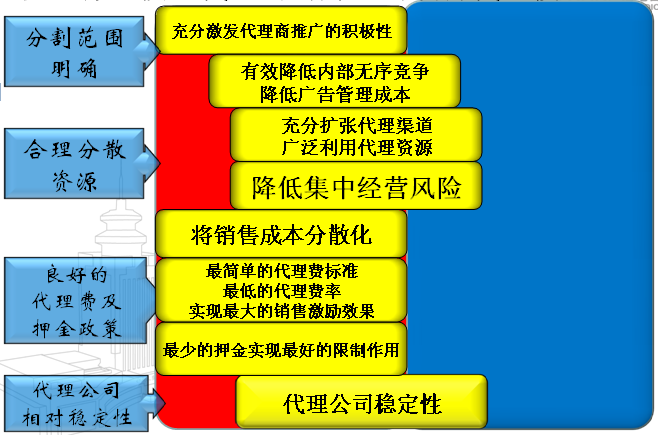 分割范围
明确
充分激发代理商推广的积极性
有效降低内部无序竞争
降低广告管理成本
合理分散
资源
充分扩张代理渠道
广泛利用代理资源
降低集中经营风险
将销售成本分散化
良好的
代理费及
押金政策
最简单的代理费标准
最低的代理费率
实现最大的销售激励效果
最少的押金实现最好的限制作用
代理公司
相对稳定性
代理公司稳定性